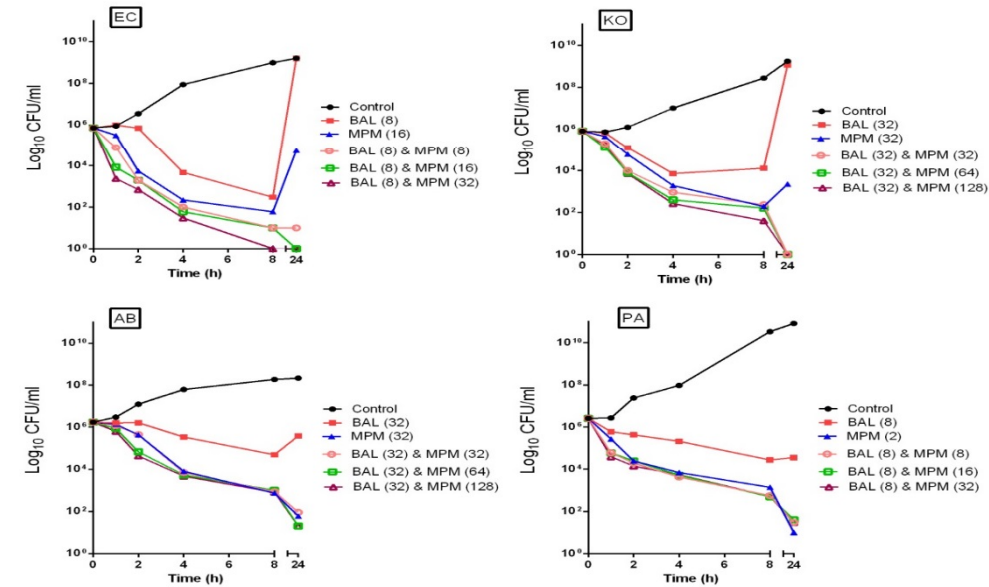 EC
Log₁₀ CFU/ml
10¹⁰
10⁸
10⁶
10⁴
10²
10⁰
0 2 4 6 8 24
Time (h)
Control
BAL (8)
MPM (16)
BAL (8) & MPM (8)
BAL (8) & MPM (16)
BAL (8) & MPM (32)
KO
Log₁₀ CFU/ml
10¹⁰
10⁸
10⁶
10⁴
10²
10⁰
0 2 4 6 8 24
Time (h)
Control
BAL (32)
MPM (32)
BAL (32) & MPM (32)
BAL (32) & MPM (64)
BAL (32) & MPM (128)
AB
Log₁₀ CFU/ml
10¹⁰
10⁸
10⁶
10⁴
10²
10⁰
0 2 4 6 8 24
Time (h)
Control
BAL (32)
MPM (32)
BAL (32) & MPM (32)
BAL (32) & MPM (64)
BAL (32) & MPM (128)
PA
Log₁₀ CFU/ml
10¹⁰
10⁸
10⁶
10⁴
10²
10⁰
0 2 4 6 8 24
Time (h)
Control
BAL (8)
MPM (2)
BAL (8) & MPM (8)
BAL (8) & MPM (16)
BAL (8) & MPM (32)